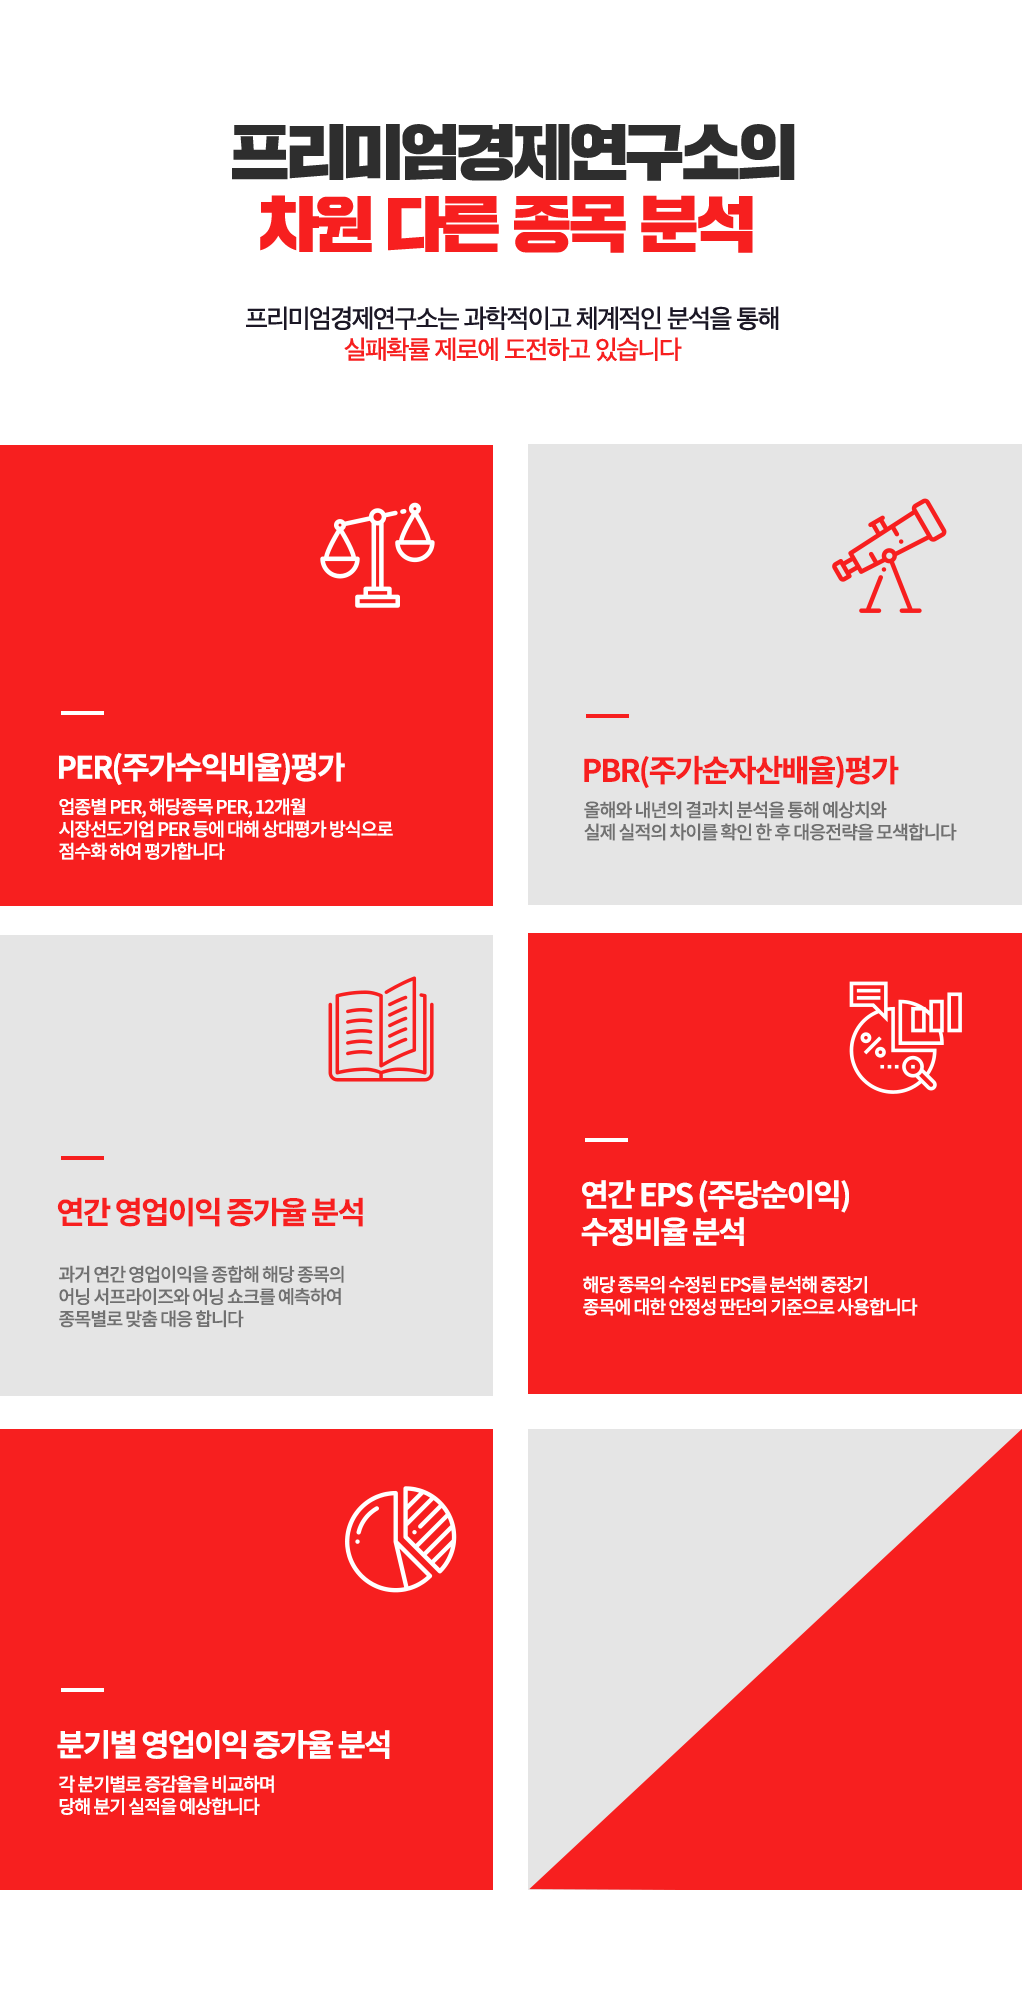 프리미엄경제연구소의
차원 다른 종목 분석
프리미엄경제연구소는 과학적이고 체계적인 분석을 통해
실패확률 제로에 도전하고 있습니다
PER(주가수익비율)평가
업종별 PER, 해당종목 PER, 12개월
시장선도기업 PER 등에 대해 상대평가 방식으로
점수화 하여 평가합니다
PBR(주가순자산배율)평가
올해와 내년의 결과치 분석을 통해 예상치와
실제 실적의 차이를 확인 한 후 대응전략을 모색합니다
연간 영업이익 증가율 분석
과거 연간 영업이익을 종합해 해당 종목의
어닝 서프라이즈와 어닝 쇼크를 예측하여
종목별로 맞춤 대응 합니다
연간 EPS (주당순이익)
수정비율 분석
해당 종목의 수정된 EPS를 분석해 중장기
종목에 대한 안정성 판단의 기준으로 사용합니다
%
분기별 영업이익 증가율 분석
각 분기별로 증감율을 비교하며
당해 분기 실적을 예상합니다